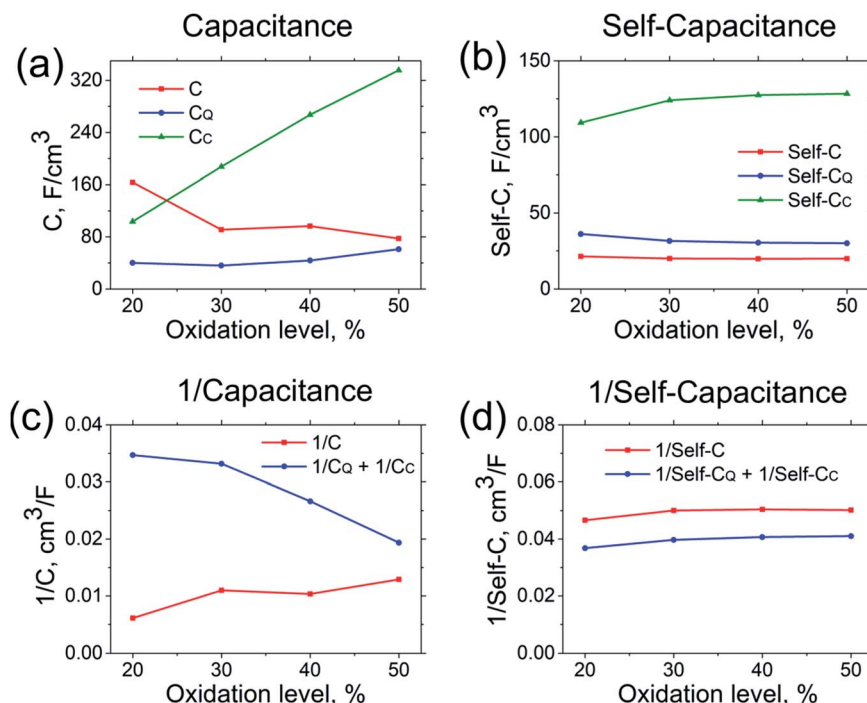 Capacitance
(a)
C, F/cm³
320
240
160
80
0
C
CQ
CC
20 30 40 50
Oxidation level, %
Self-Capacitance
(b)
Self-C, F/cm³
150
100
50
0
Self-C
Self-CQ
Self-CC
20 30 40 50
Oxidation level, %
1/Capacitance
(c)
1/C, cm³/F
0.04
0.03
0.02
0.01
0.00
1/C
1/CQ + 1/CC
20 30 40 50
Oxidation level, %
1/Self-Capacitance
(d)
1/Self-C, cm³/F
0.08
0.06
0.04
0.02
0.00
1/Self-C
1/Self-CQ + 1/Self-CC
20 30 40 50
Oxidation level, %